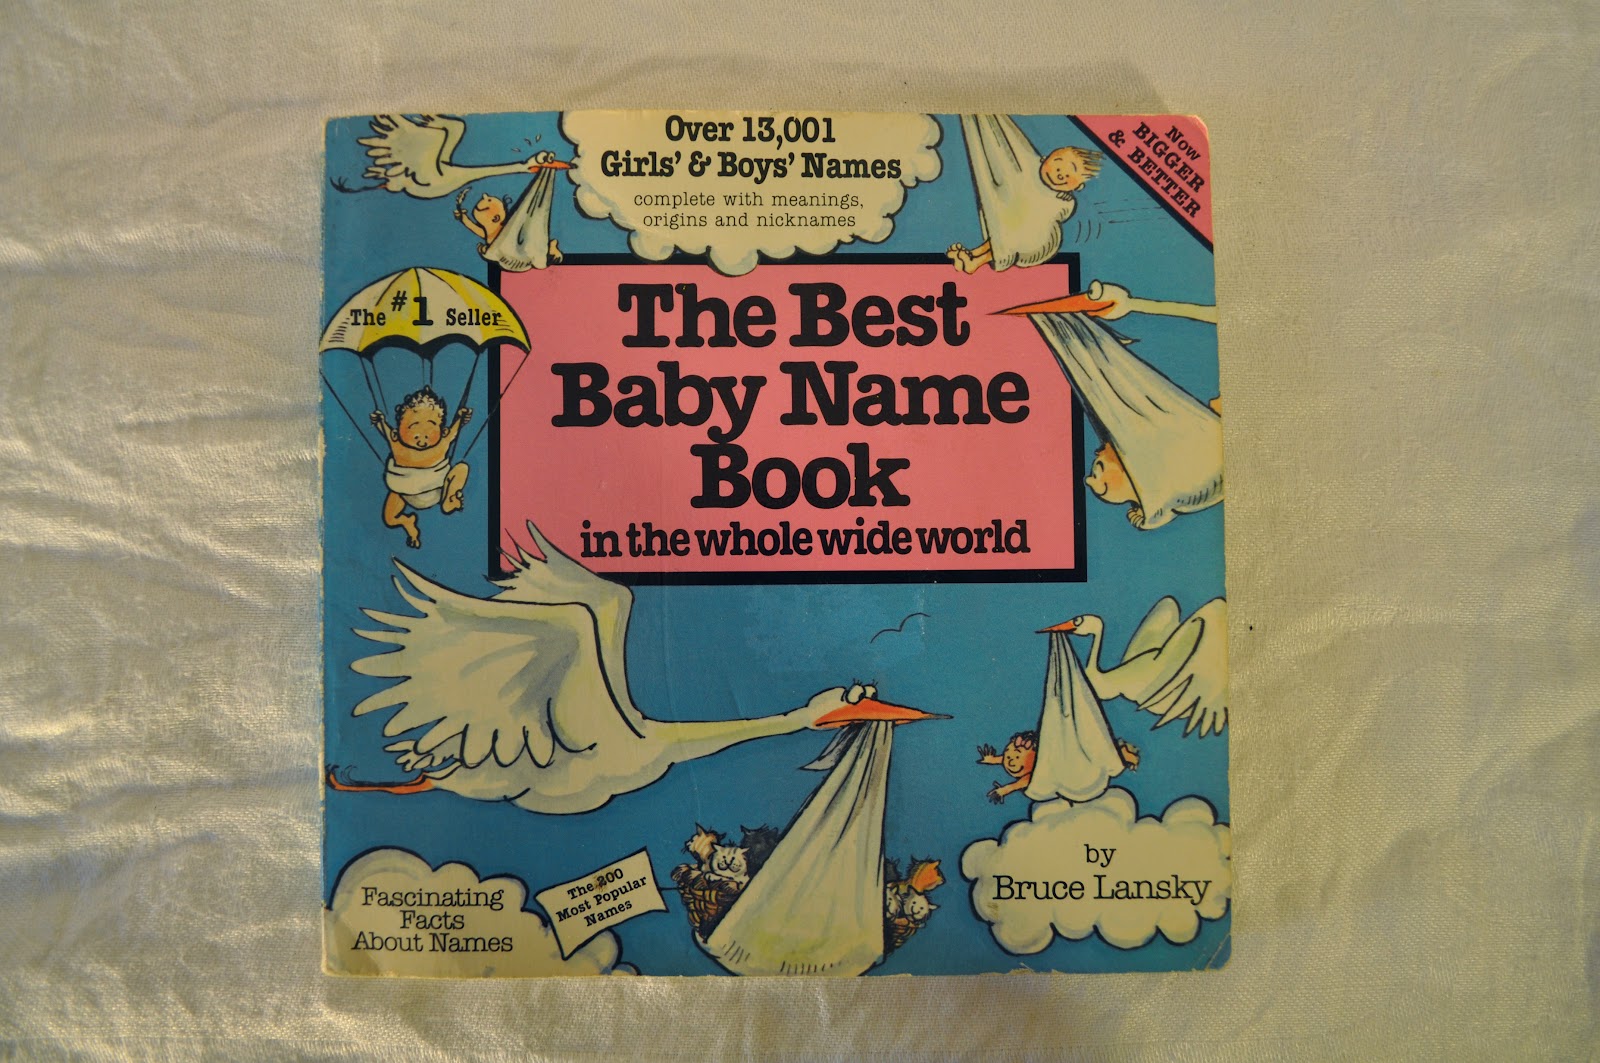 Over 13,001
Girls' & Boys' Names
complete with meanings,
origins and nicknames
Now
BIGGER
& BETTER
The #1 Seller
The Best
Baby Name
Book
in the whole wide world
by
Bruce Lansky
Fascinating
Facts
About Names
The 200
Most Popular
Names